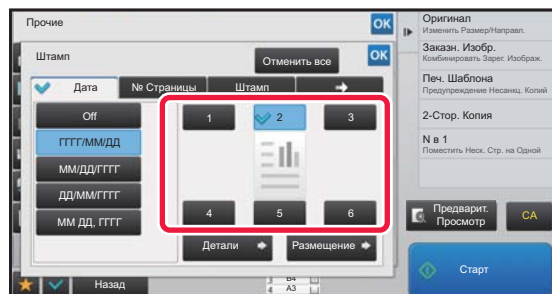 Прочие
OK
Штамп
Отменить все
OK
Дата
№ Страницы
Штамп
Off
ГГГГ/ММ/ДД
ММ/ДД/ГГГГ
ДД/ММ/ГГГГ
ММ ДД, ГГГГ
1
2
3
4
5
6
Детали
Размещение
Назад
B4
4 A3
Оригинал
Изменить Размер/Направл.
Заказн. Изобр.
Комбинировать Зарег. Изображ.
Печ. Шаблона
Предупреждение Несанкц. Копий
2-Стор. Копия
N в 1
Поместить Неск. Стр. на Одной
Предварит.
Просмотр
CA
Старт